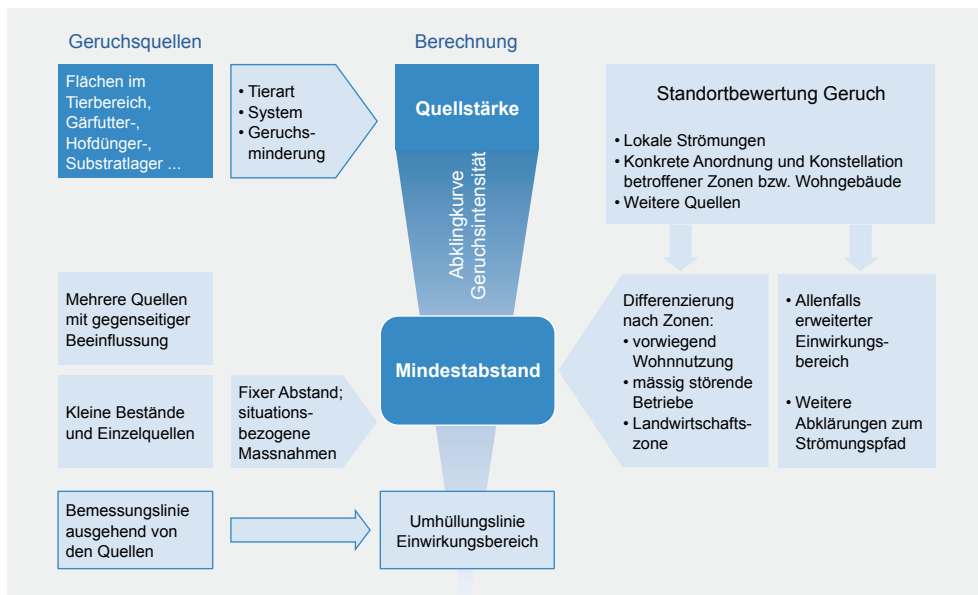 Geruchsquellen
Berechnung
Flächen im
Tierbereich,
Gärfutter-,
Hofdünger-,
Substratlager ...
• Tierart
• System
• Geruchs-
minderung
Quellstärke
Abklingkurve
Geruchsintensität
Standortbewertung Geruch
• Lokale Strömungen
• Konkrete Anordnung und Konstellation
betroffener Zonen bzw. Wohngebäude
• Weitere Quellen
Mehrere Quellen
mit gegenseitiger
Beeinflussung
Mindestabstand
Differenzierung
nach Zonen:
• vorwiegend
Wohnnutzung
• mässig störende
Betriebe
• Landwirtschafts-
zone
• Allenfalls
erweiterter
Einwirkungs-
bereich
• Weitere
Abklärungen zum
Strömungspfad
Kleine Bestände
und Einzelquellen
Fixer Abstand;
situations-
bezogene
Massnahmen
Bemessungslinie
ausgehend von
den Quellen
Umhüllungslinie
Einwirkungsbereich